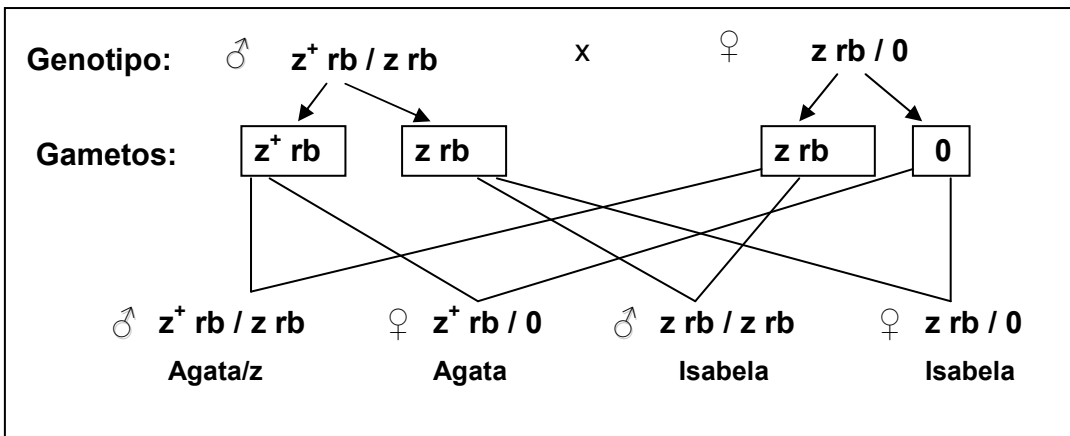 Genotipo: ♂ z⁺ rb / z rb x ♀ z rb / 0
Gametos: z⁺ rb z rb z rb 0
♂ z⁺ rb / z rb ♀ z⁺ rb / 0 ♂ z rb / z rb ♀ z rb / 0
Agata/z Agata Isabela Isabela